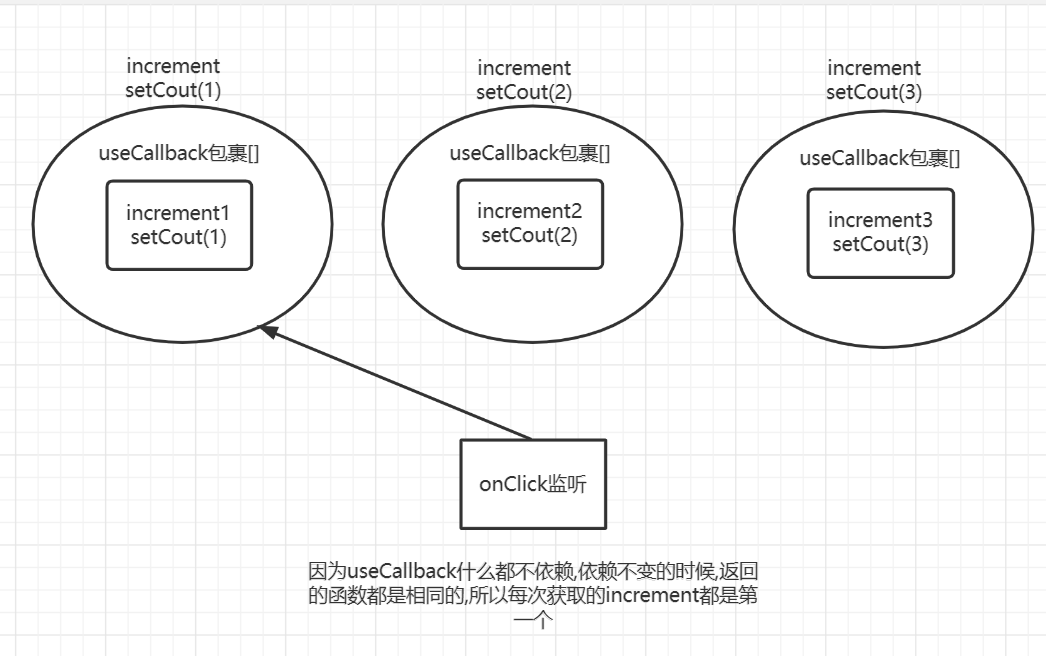 increment
setCout(1)
increment
setCout(2)
increment
setCout(3)
useCallback包裹[]
useCallback包裹[]
useCallback包裹[]
increment1
setCout(1)
increment2
setCout(2)
increment3
setCout(3)
onClick监听
因为useCallback什么都不依赖,依赖不变的时候,返回
的函数都是相同的,所以每次获取的increment都是第
一个